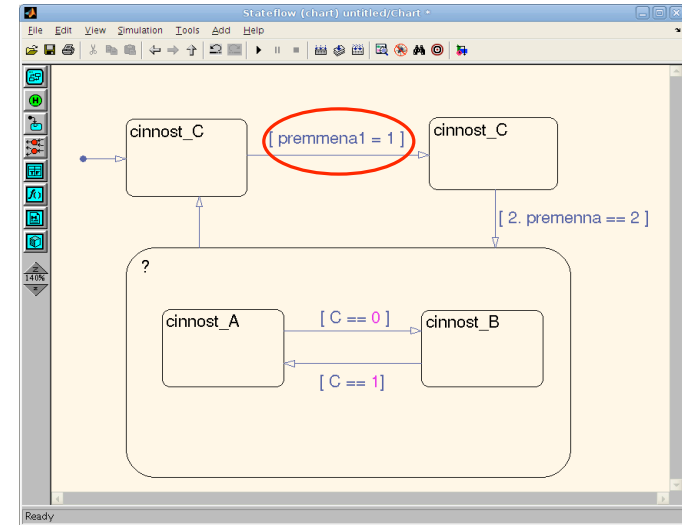 Stateflow (chart) untitled/Chart *
File Edit View Simulation Tools Add Help
cinnost_C
[ premmena1 = 1 ]
cinnost_C
[ 2. premenna == 2 ]
?
cinnost_A
[ C == 0 ]
cinnost_B
[ C == 1]
140%
Ready